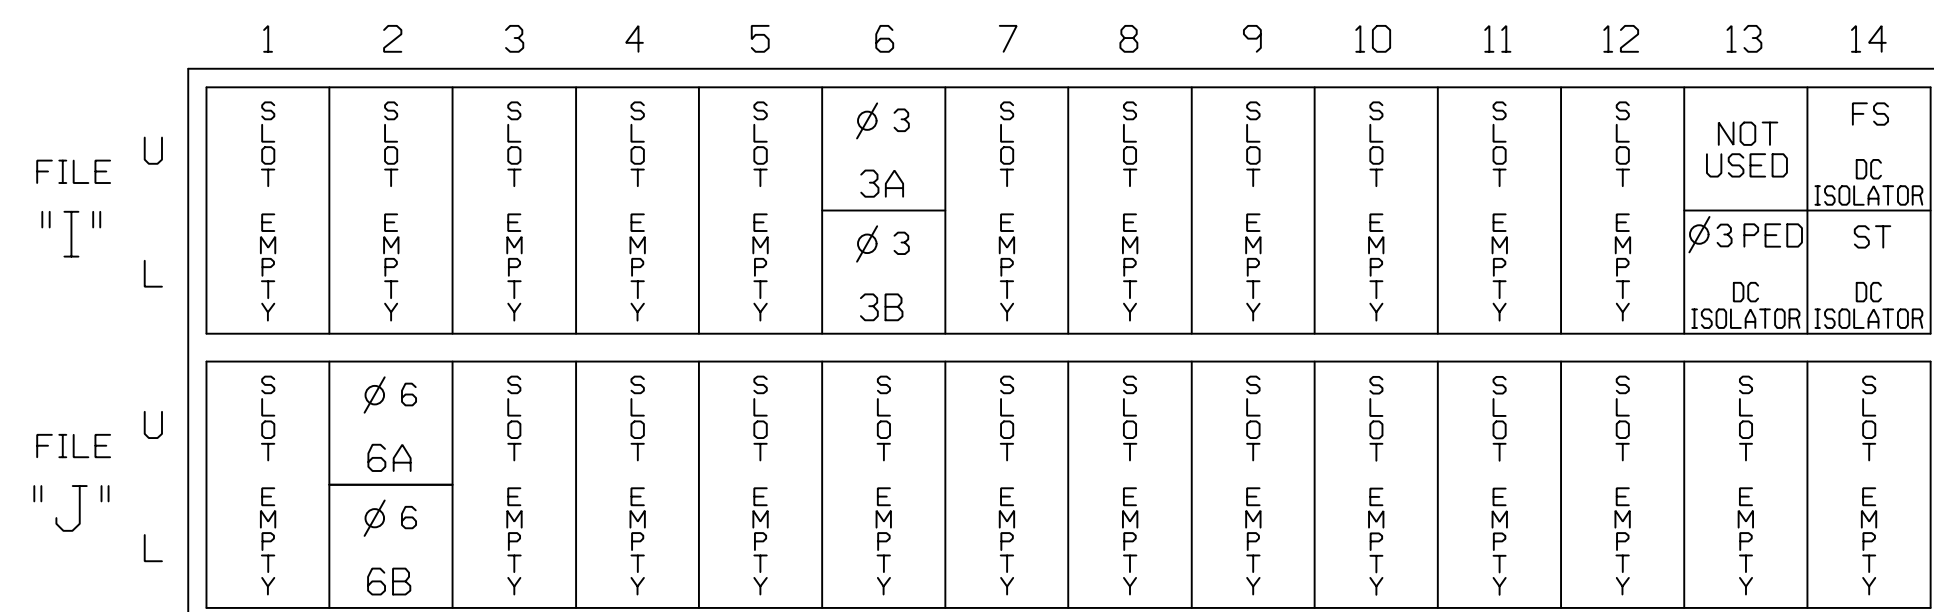 1 2 3 4 5 6 7 8 9 10 11 12 13 14
FILE "I"
U
L
SLOT EMPTY
SLOT EMPTY
SLOT EMPTY
SLOT EMPTY
SLOT EMPTY
Ø 3
3A
Ø 3
3B
SLOT EMPTY
SLOT EMPTY
SLOT EMPTY
SLOT EMPTY
SLOT EMPTY
SLOT EMPTY
NOT
USED
Ø3 PED
DC
ISOLATOR
FS
DC
ISOLATOR
ST
DC
ISOLATOR
FILE "J"
U
L
SLOT EMPTY
Ø 6
6A
Ø 6
6B
SLOT EMPTY
SLOT EMPTY
SLOT EMPTY
SLOT EMPTY
SLOT EMPTY
SLOT EMPTY
SLOT EMPTY
SLOT EMPTY
SLOT EMPTY
SLOT EMPTY
SLOT EMPTY
SLOT EMPTY